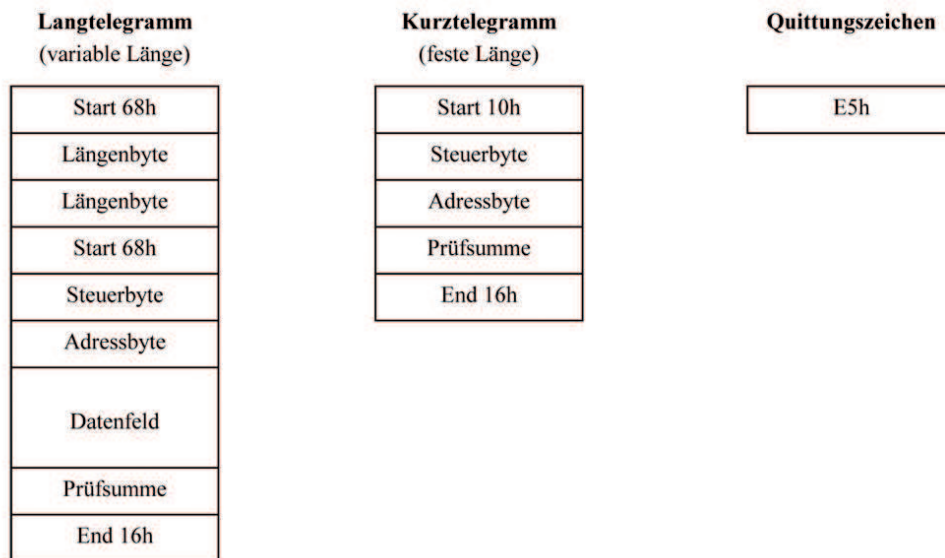 Langtelegramm
(variable Länge)
Start 68h
Längenbyte
Längenbyte
Start 68h
Steuerbyte
Adressbyte
Datenfeld
Prüfsumme
End 16h
Kurztelegramm
(feste Länge)
Start 10h
Steuerbyte
Adressbyte
Prüfsumme
End 16h
Quittungszeichen
E5h